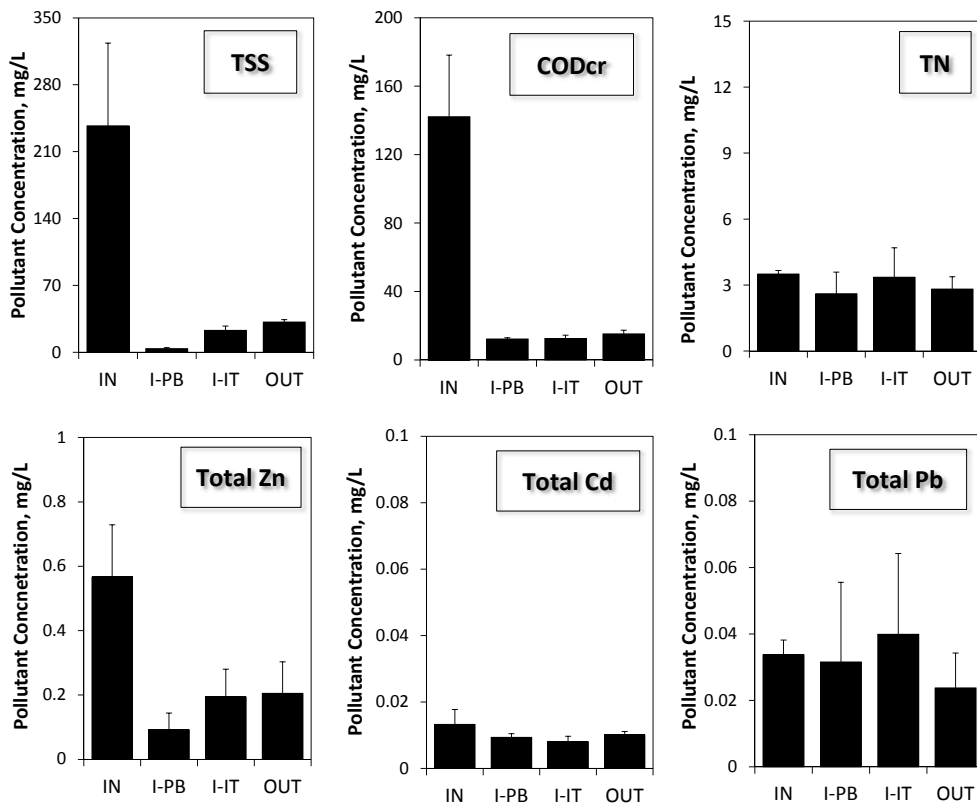 Pollutant Concentration, mg/L
350
280
210
140
70
0
TSS
IN I-PB I-IT OUT
Pollutant Concentration, mg/L
200
160
120
80
40
0
CODcr
IN I-PB I-IT OUT
Pollutant Concentration, mg/L
15
12
9
6
3
0
TN
IN I-PB I-IT OUT
Pollutant Concnetration, mg/L
1
0.8
0.6
0.4
0.2
0
Total Zn
IN I-PB I-IT OUT
Pollutant Concentration, mg/L
0.1
0.08
0.06
0.04
0.02
0
Total Cd
IN I-PB I-IT OUT
Pollutant Concentration, mg/L
0.1
0.08
0.06
0.04
0.02
0
Total Pb
IN I-PB I-IT OUT